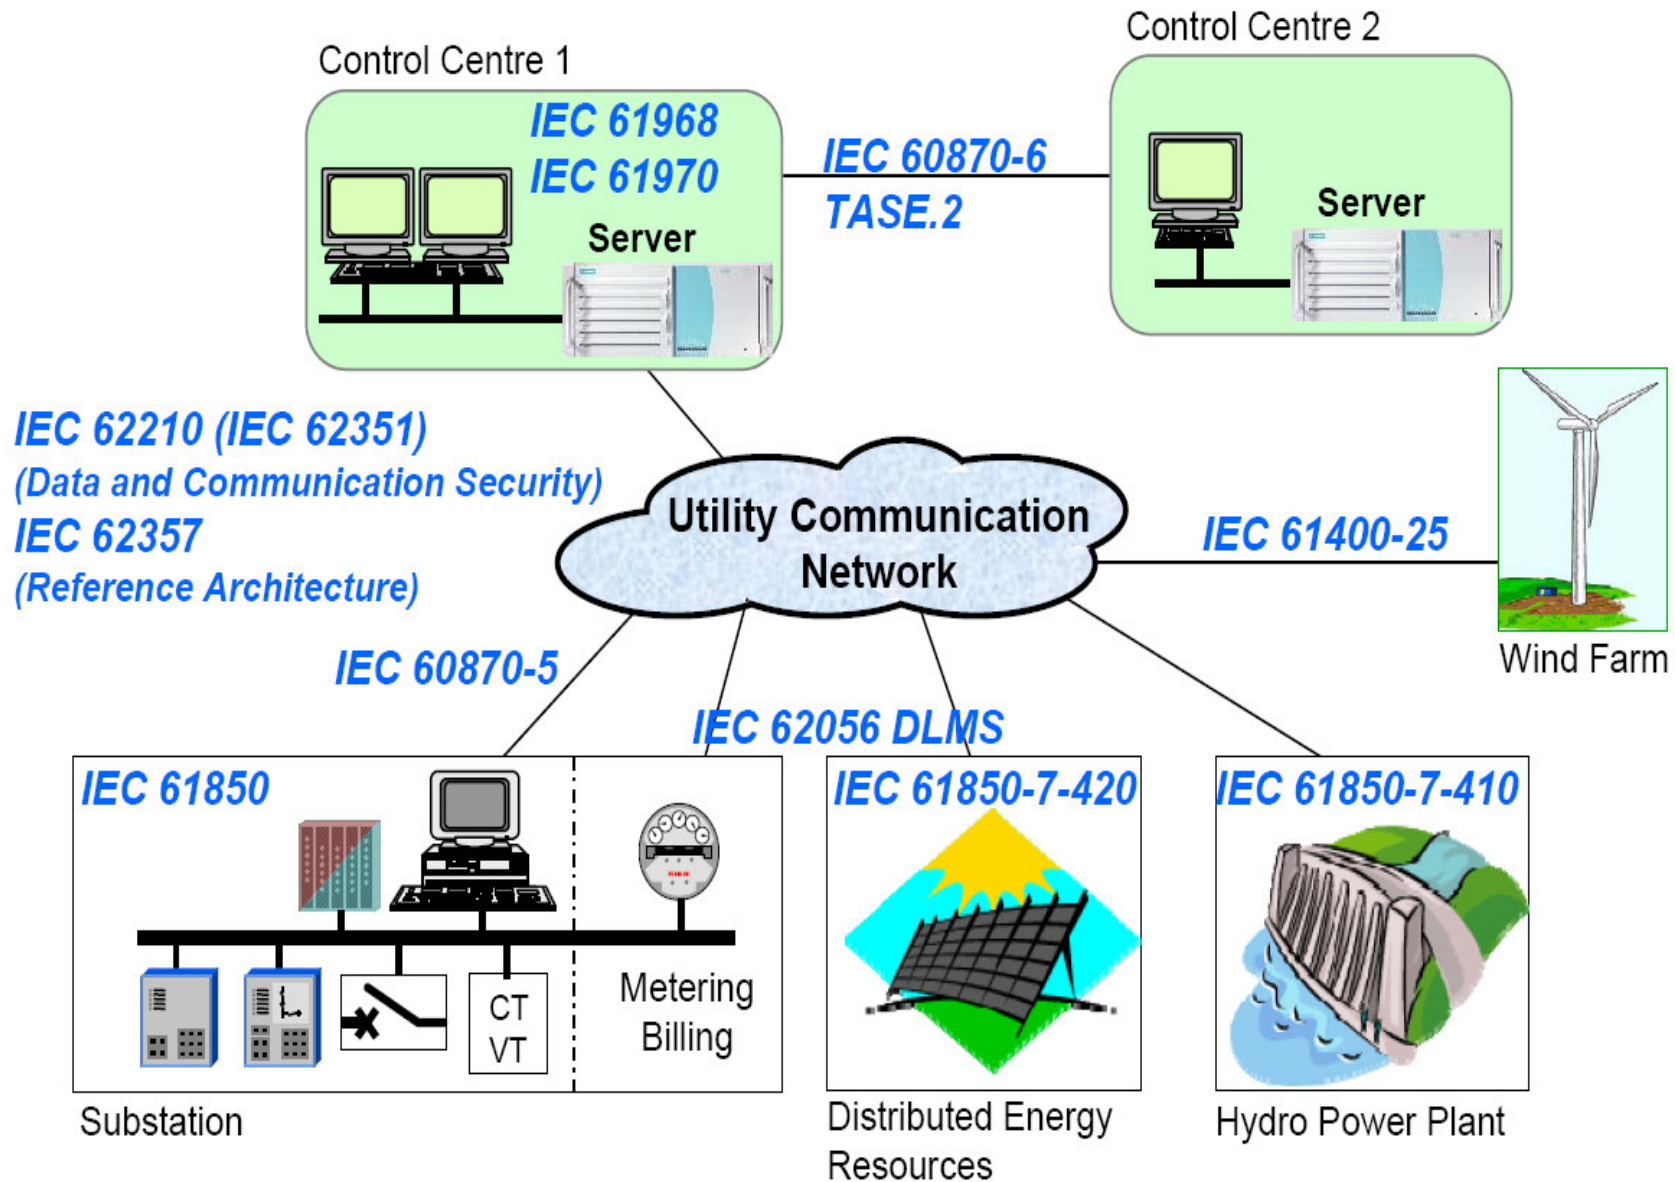 Control Centre 1
Control Centre 2
IEC 61968
IEC 61970
Server
IEC 60870-6
TASE.2
Server
IEC 62210 (IEC 62351)
(Data and Communication Security)
IEC 62357
(Reference Architecture)
Utility Communication
Network
IEC 61400-25
Wind Farm
IEC 60870-5
IEC 62056 DLMS
IEC 61850
CT
VT
Metering
Billing
Substation
IEC 61850-7-420
Distributed Energy
Resources
IEC 61850-7-410
Hydro Power Plant